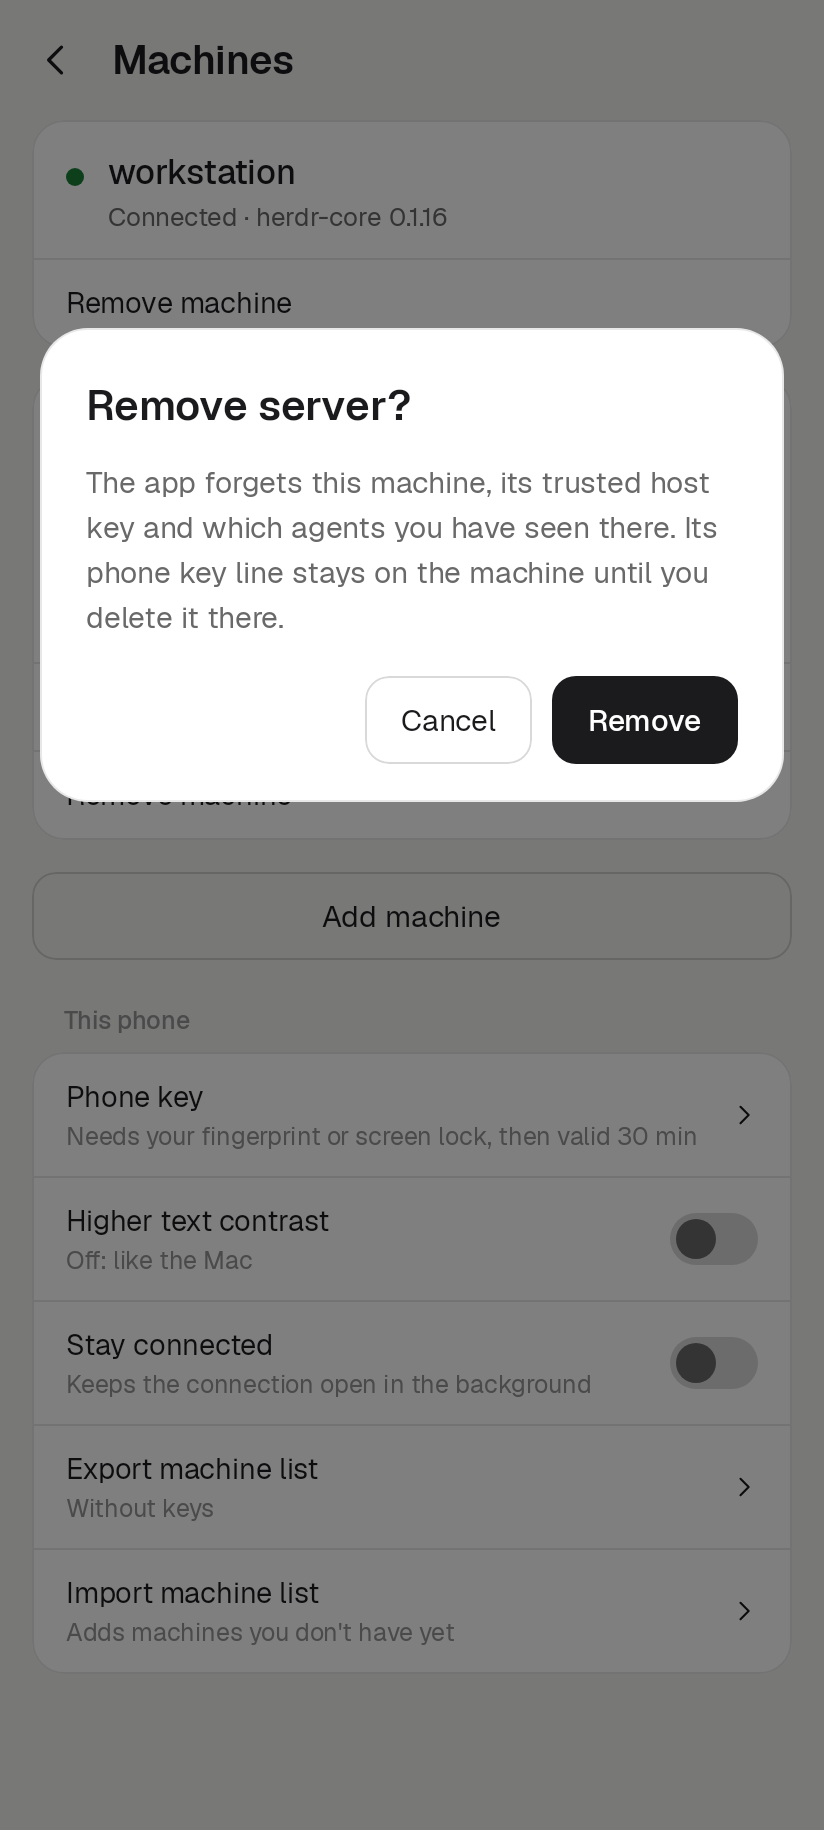 Machines
workstation
Connected · herdr-core 0.1.16
Remove machine
Remove server?
The app forgets this machine, its trusted host
key and which agents you have seen there. Its
phone key line stays on the machine until you
delete it there.
Cancel
Remove
Remove machine
Add machine
This phone
Phone key
Needs your fingerprint or screen lock, then valid 30 min
Higher text contrast
Off: like the Mac
Stay connected
Keeps the connection open in the background
Export machine list
Without keys
Import machine list
Adds machines you don't have yet